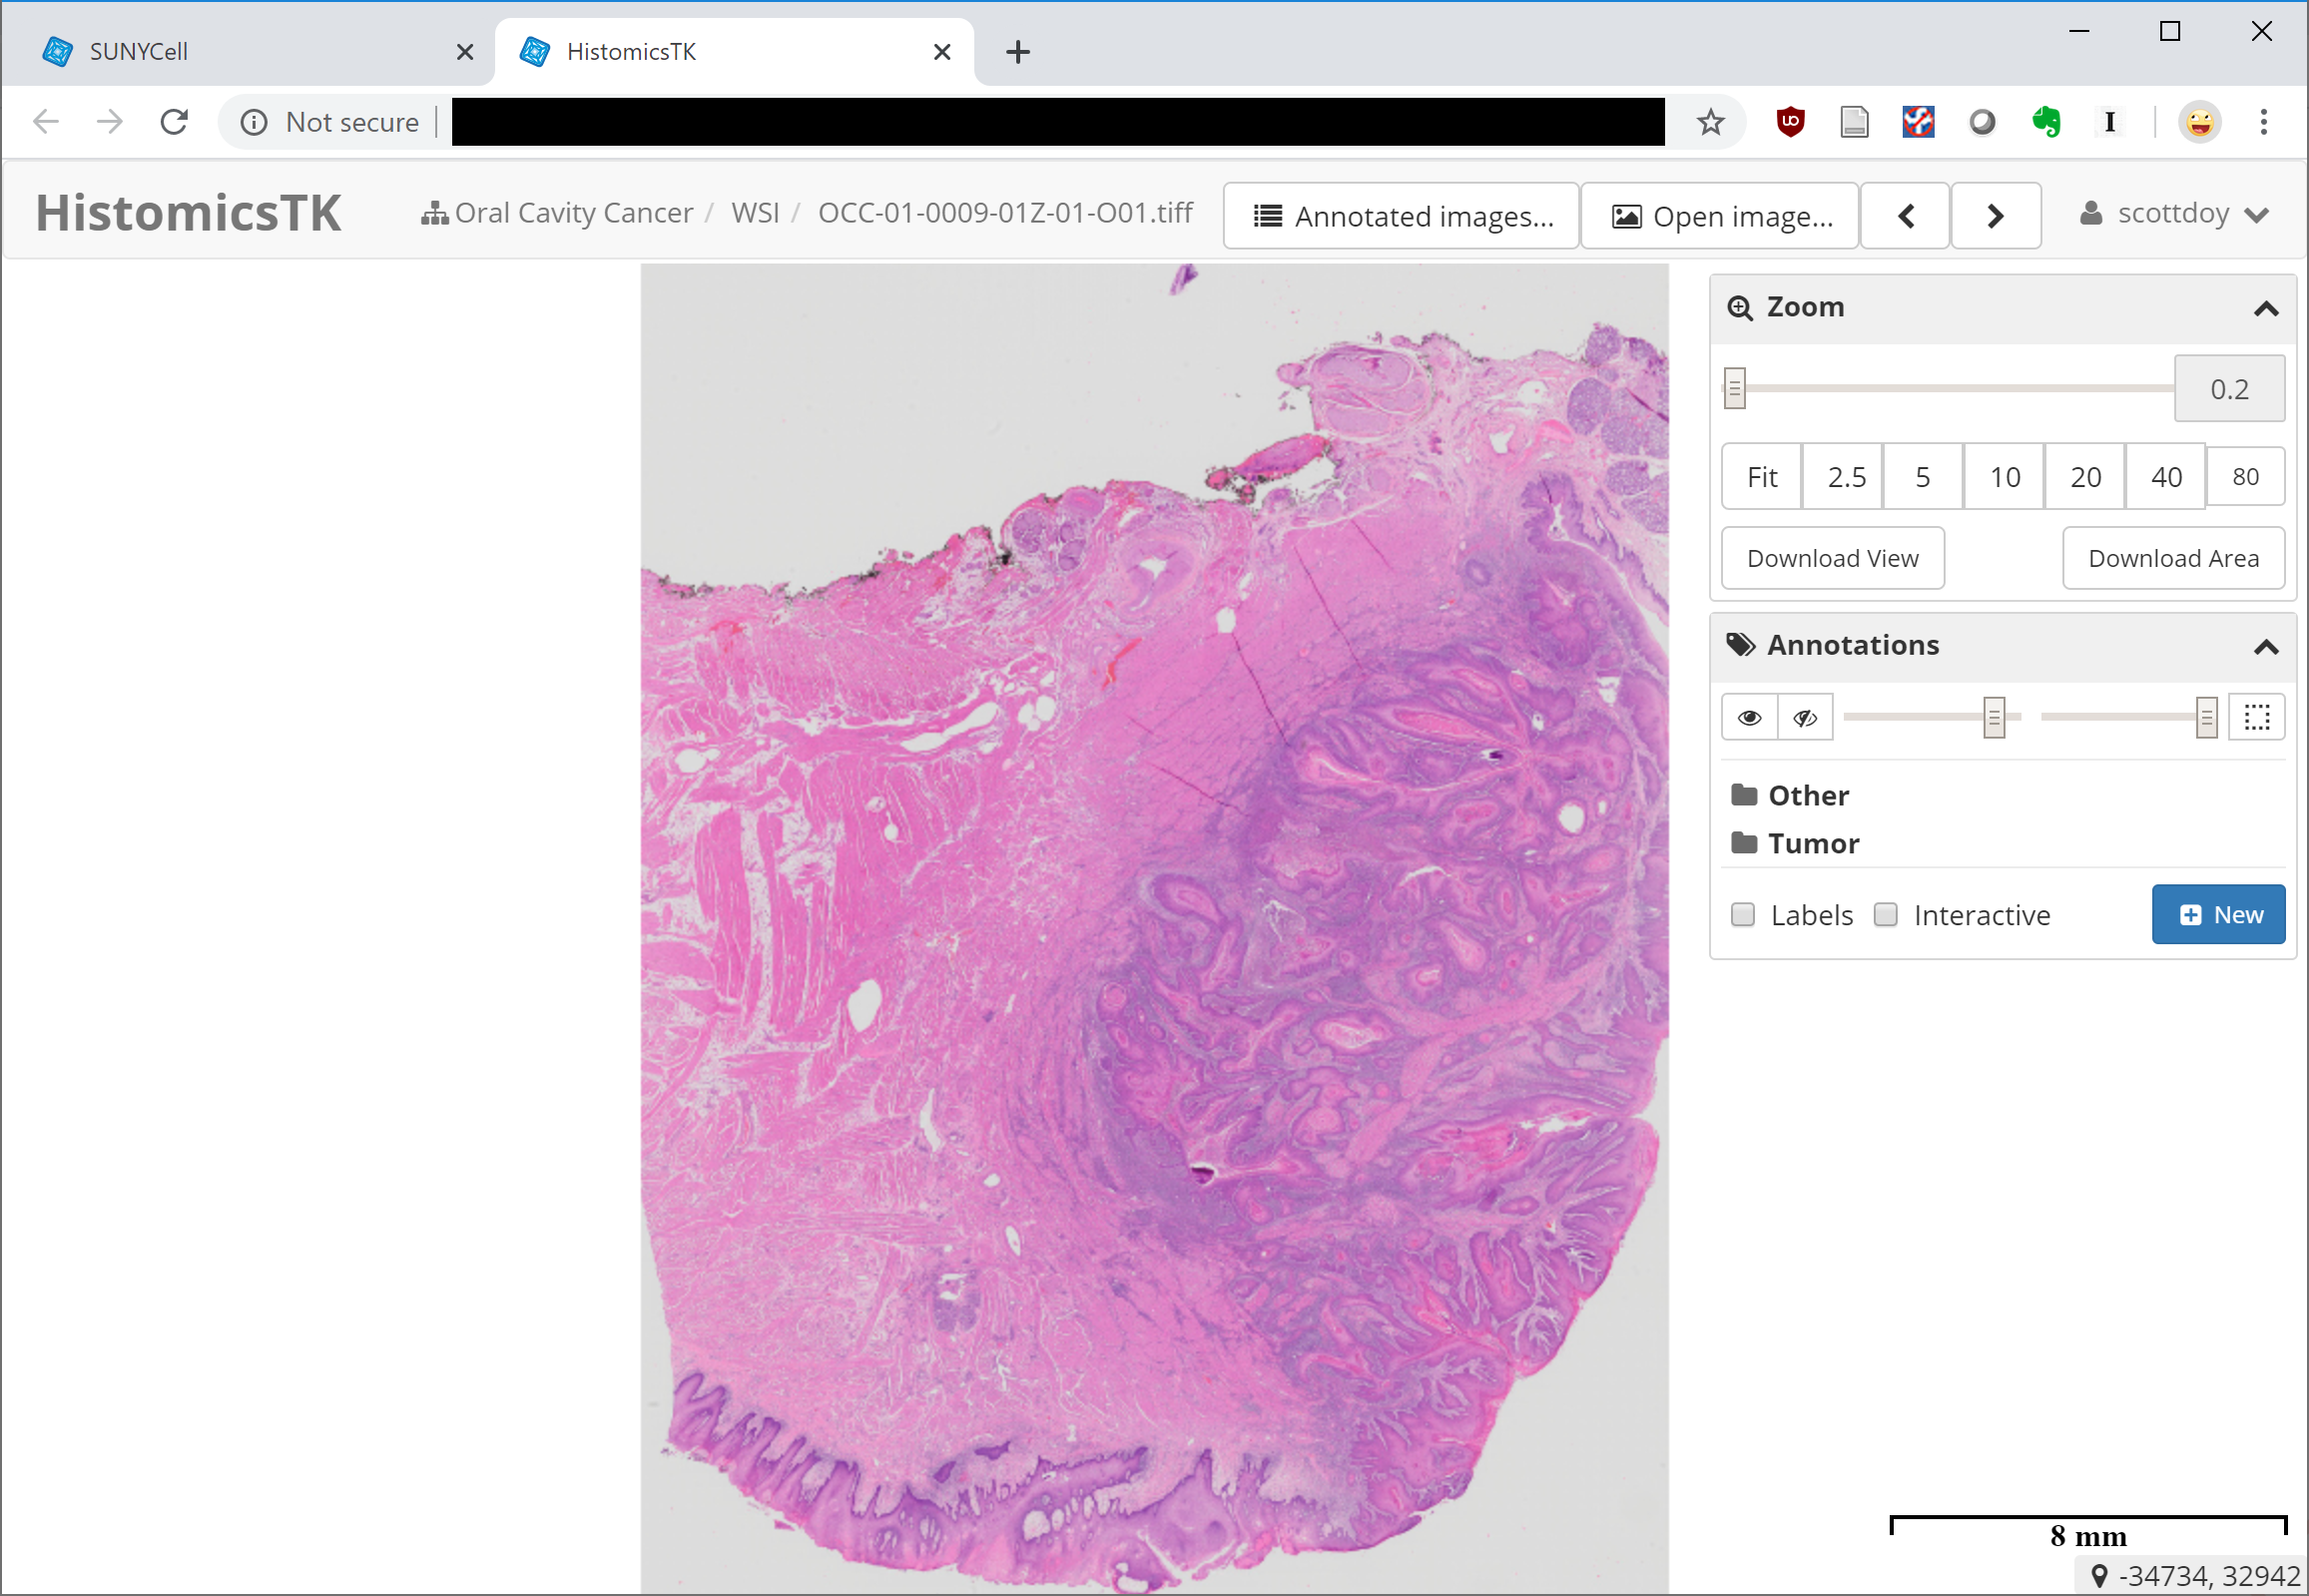 SUNYCell
HistomicsTK
Not secure
HistomicsTK
Oral Cavity Cancer / WSI / OCC-01-0009-01Z-01-O01.tiff
Annotated images...
Open image...
scottdoy
Zoom
0.2
Fit 2.5 5 10 20 40 80
Download View
Download Area
Annotations
Other
Tumor
Labels
Interactive
New
8 mm
-34734, 32942